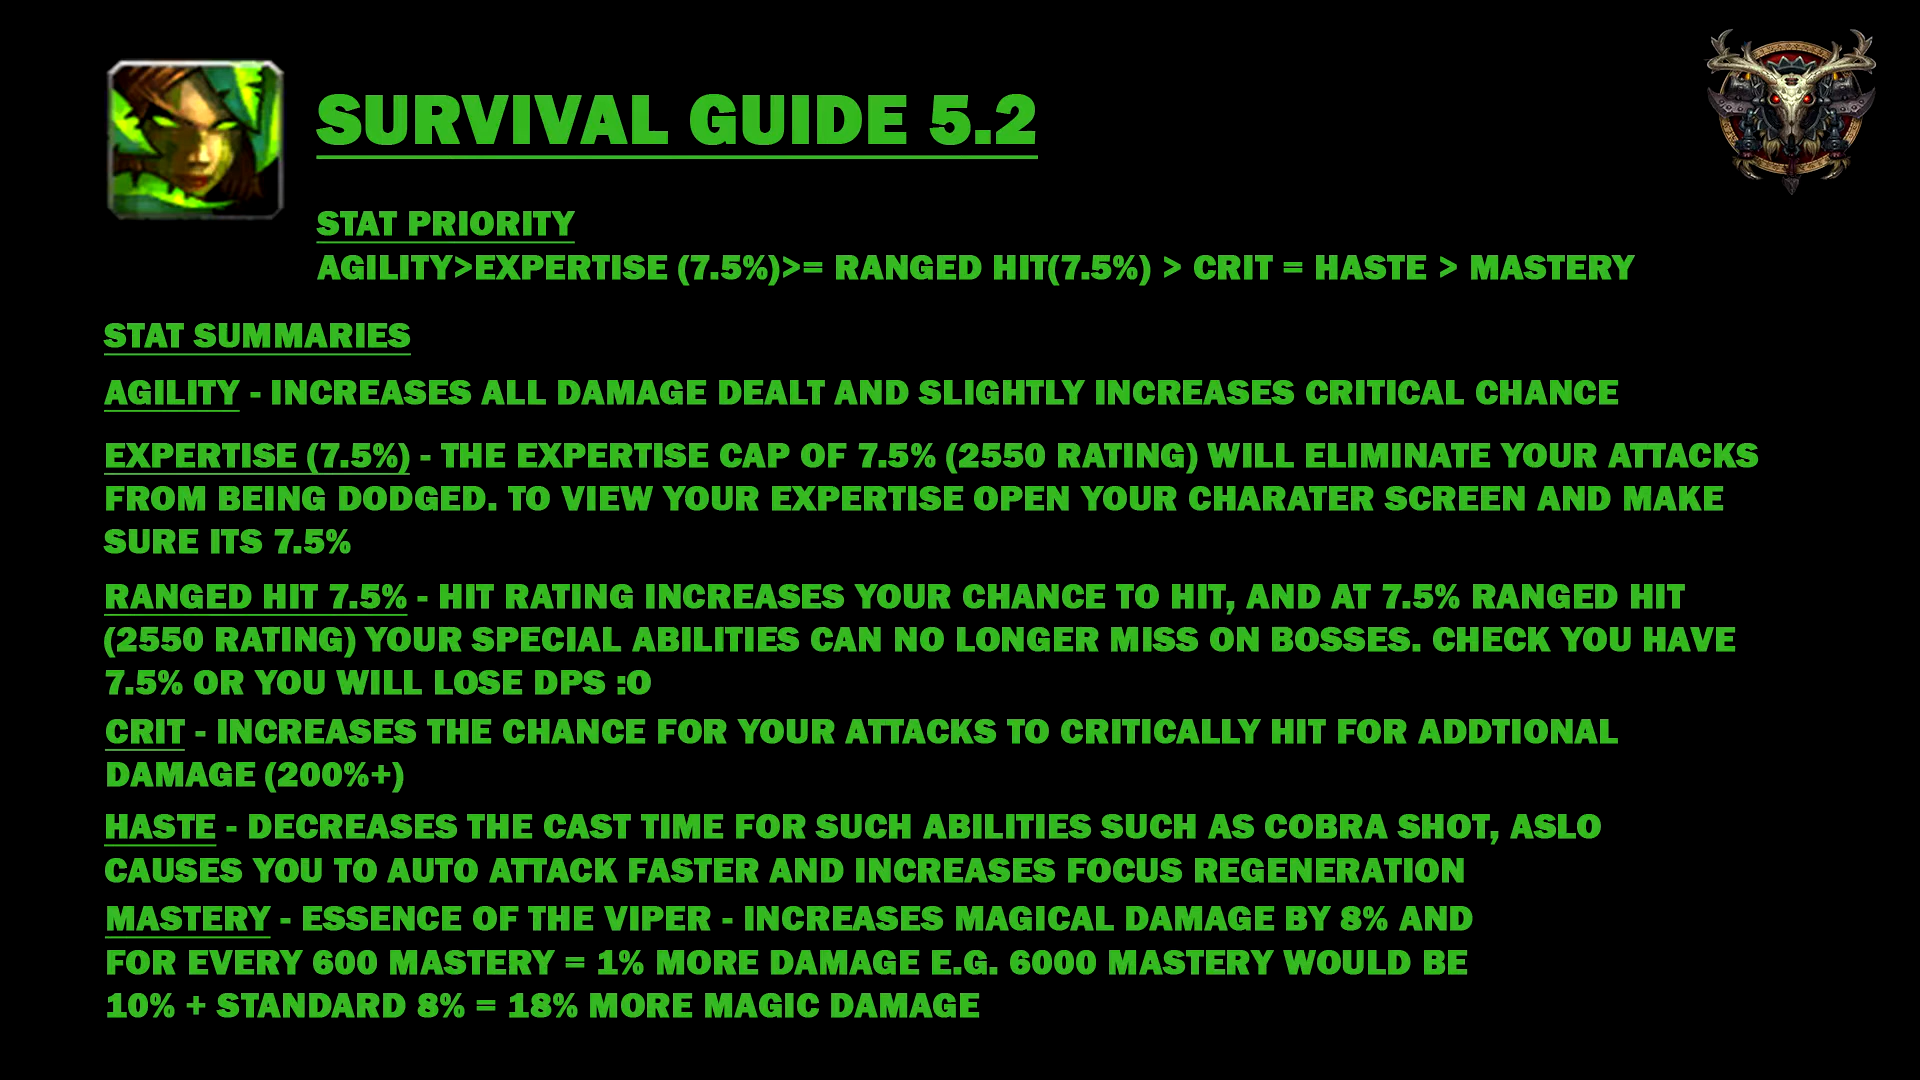 SURVIVAL GUIDE 5.2
STAT PRIORITY
AGILITY>EXPERTISE (7.5%)>= RANGED HIT(7.5%) > CRIT = HASTE > MASTERY
STAT SUMMARIES
AGILITY - INCREASES ALL DAMAGE DEALT AND SLIGHTLY INCREASES CRITICAL CHANCE
EXPERTISE (7.5%) - THE EXPERTISE CAP OF 7.5% (2550 RATING) WILL ELIMINATE YOUR ATTACKS
FROM BEING DODGED. TO VIEW YOUR EXPERTISE OPEN YOUR CHARATER SCREEN AND MAKE
SURE ITS 7.5%
RANGED HIT 7.5% - HIT RATING INCREASES YOUR CHANCE TO HIT, AND AT 7.5% RANGED HIT
(2550 RATING) YOUR SPECIAL ABILITIES CAN NO LONGER MISS ON BOSSES. CHECK YOU HAVE
7.5% OR YOU WILL LOSE DPS :O
CRIT - INCREASES THE CHANCE FOR YOUR ATTACKS TO CRITICALLY HIT FOR ADDTIONAL
DAMAGE (200%+)
HASTE - DECREASES THE CAST TIME FOR SUCH ABILITIES SUCH AS COBRA SHOT, ASLO
CAUSES YOU TO AUTO ATTACK FASTER AND INCREASES FOCUS REGENERATION
MASTERY - ESSENCE OF THE VIPER - INCREASES MAGICAL DAMAGE BY 8% AND
FOR EVERY 600 MASTERY = 1% MORE DAMAGE E.G. 6000 MASTERY WOULD BE
10% + STANDARD 8% = 18% MORE MAGIC DAMAGE